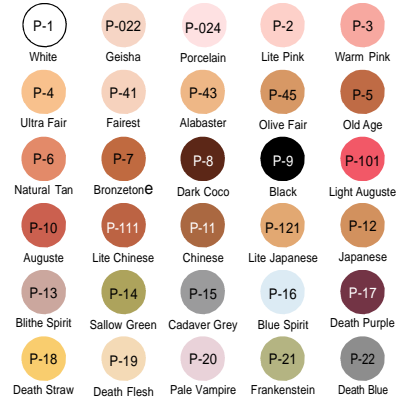 P-1 P-022 P-024 P-2 P-3
White Geisha Porcelain Lite Pink Warm Pink
P-4 P-41 P-43 P-45 P-5
Ultra Fair Fairest Alabaster Olive Fair Old Age
P-6 P-7 P-8 P-9 P-101
Natural Tan Bronzetone Dark Coco Black Light Auguste
P-10 P-111 P-11 P-121 P-12
Auguste Lite Chinese Chinese Lite Japanese Japanese
P-13 P-14 P-15 P-16 P-17
Blithe Spirit Sallow Green Cadaver Grey Blue Spirit Death Purple
P-18 P-19 P-20 P-21 P-22
Death Straw Death Flesh Pale Vampire Frankenstein Death Blue